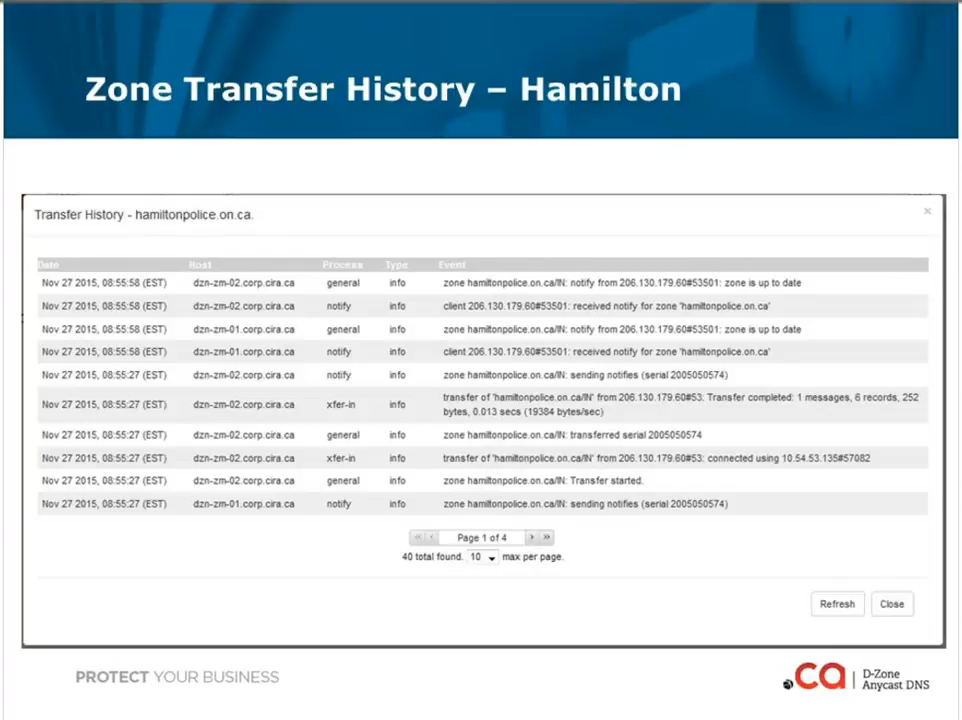 Zone Transfer History – Hamilton
Transfer History - hamiltonpolice.on.ca. ×
Date Host Process Type Event
Nov 27 2015, 08:55:58 (EST) dzn-zm-02.corp.cira.ca general info zone hamiltonpolice.on.ca/IN: notify from 206.130.179.60#53501: zone is up to date
Nov 27 2015, 08:55:58 (EST) dzn-zm-02.corp.cira.ca notify info client 206.130.179.60#53501: received notify for zone 'hamiltonpolice.on.ca'
Nov 27 2015, 08:55:58 (EST) dzn-zm-01.corp.cira.ca general info zone hamiltonpolice.on.ca/IN: notify from 206.130.179.60#53501: zone is up to date
Nov 27 2015, 08:55:58 (EST) dzn-zm-01.corp.cira.ca notify info client 206.130.179.60#53501: received notify for zone 'hamiltonpolice.on.ca'
Nov 27 2015, 08:55:27 (EST) dzn-zm-02.corp.cira.ca notify info zone hamiltonpolice.on.ca/IN: sending notifies (serial 2005050574)
Nov 27 2015, 08:55:27 (EST) dzn-zm-02.corp.cira.ca xfer-in info transfer of 'hamiltonpolice.on.ca/IN' from 206.130.179.60#53: Transfer completed: 1 messages, 6 records, 252
bytes, 0.013 secs (19384 bytes/sec)
Nov 27 2015, 08:55:27 (EST) dzn-zm-02.corp.cira.ca general info zone hamiltonpolice.on.ca/IN: transferred serial 2005050574
Nov 27 2015, 08:55:27 (EST) dzn-zm-02.corp.cira.ca xfer-in info transfer of 'hamiltonpolice.on.ca/IN' from 206.130.179.60#53: connected using 10.54.53.135#57082
Nov 27 2015, 08:55:27 (EST) dzn-zm-02.corp.cira.ca general info zone hamiltonpolice.on.ca/IN: Transfer started.
Nov 27 2015, 08:55:27 (EST) dzn-zm-01.corp.cira.ca notify info zone hamiltonpolice.on.ca/IN: sending notifies (serial 2005050574)
« ‹ Page 1 of 4 › »
40 total found. 10 max per page.
Refresh Close
PROTECT YOUR BUSINESS
.ca | D-Zone
Anycast DNS